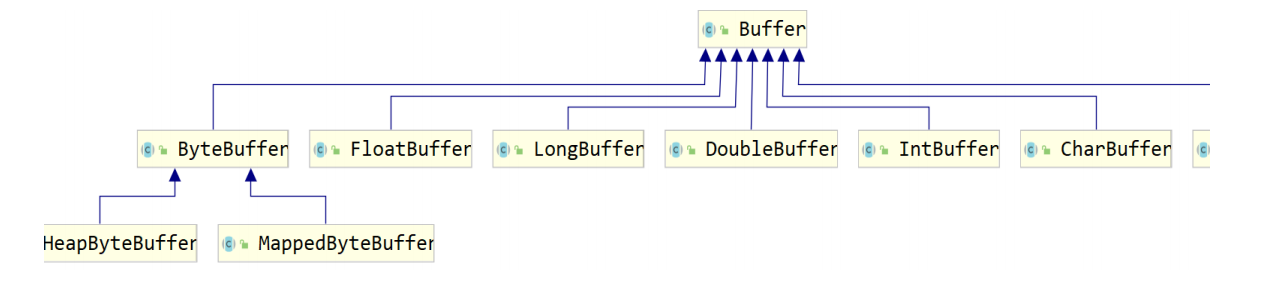 Buffer
ByteBuffer
FloatBuffer
LongBuffer
DoubleBuffer
IntBuffer
CharBuffer
HeapByteBuffer
MappedByteBuffer